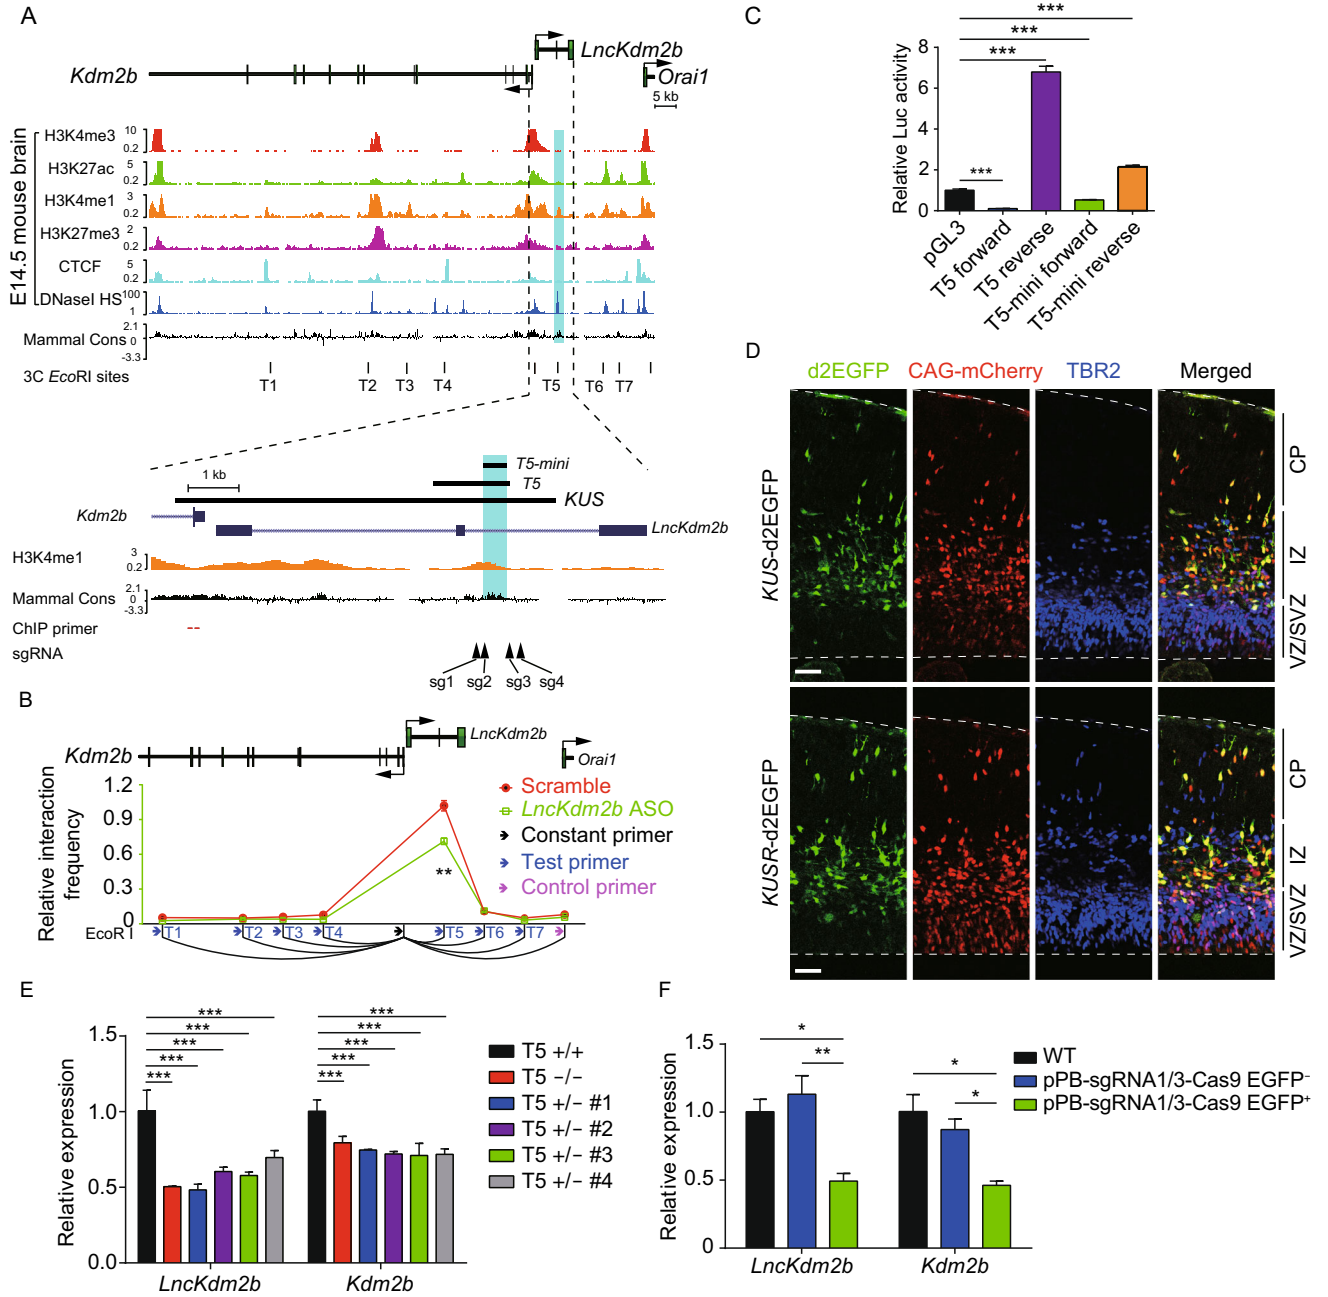 A
LncKdm2b
Kdm2b
Orai1
5 kb
E14.5 mouse brain
H3K4me3
10
0.2
H3K27ac
5
0.2
H3K4me1
3
0.2
H3K27me3
2
0.2
CTCF
5
0.2
DNaseI HS
100
1
Mammal Cons
2.1
0
-3.3
3C EcoRI sites
T1 T2 T3 T4 T5 T6 T7
T5-mini
1 kb
T5
KUS
Kdm2b
LncKdm2b
H3K4me1
3
0.2
Mammal Cons
2.1
0
-3.3
ChIP primer
sgRNA
sg1 sg2 sg3 sg4
B
LncKdm2b
Kdm2b
Orai1
Relative interaction frequency
1.2
0.9
0.6
0.3
0
Scramble
LncKdm2b ASO
Constant primer
Test primer
Control primer
**
EcoR I
T1 T2 T3 T4 T5 T6 T7
C
Relative Luc activity
8
6
4
2
0
***
***
***
***
pGL3
T5 forward
T5 reverse
T5-mini forward
T5-mini reverse
D
d2EGFP CAG-mCherry TBR2 Merged
KUS-d2EGFP
CP
IZ
VZ/SVZ
KUSR-d2EGFP
CP
IZ
VZ/SVZ
E
Relative expression
1.5
1.0
0.5
0.0
***
***
***
***
***
***
***
***
***
***
LncKdm2b
Kdm2b
T5 +/+
T5 −/−
T5 +/− #1
T5 +/− #2
T5 +/− #3
T5 +/− #4
F
Relative expression
1.5
1.0
0.5
0
*
**
*
*
LncKdm2b
Kdm2b
WT
pPB-sgRNA1/3-Cas9 EGFP⁻
pPB-sgRNA1/3-Cas9 EGFP⁺